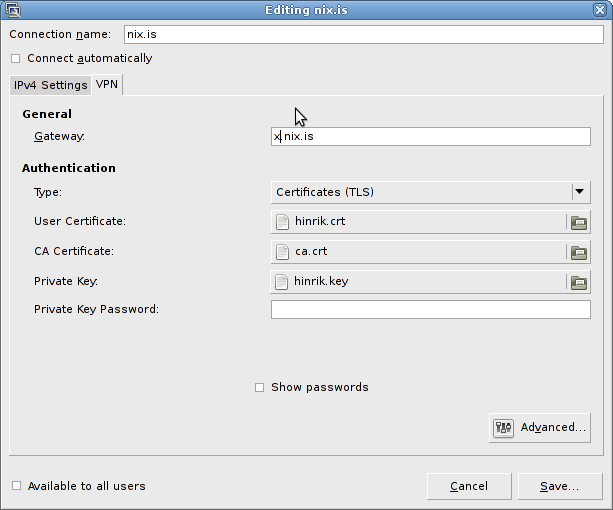 Editing nix.is
Connection name: nix.is
Connect automatically
IPv4 Settings VPN
General
Gateway: x.nix.is
Authentication
Type: Certificates (TLS)
User Certificate: hinrik.crt
CA Certificate: ca.crt
Private Key: hinrik.key
Private Key Password:
Show passwords
Advanced...
Available to all users Cancel Save...